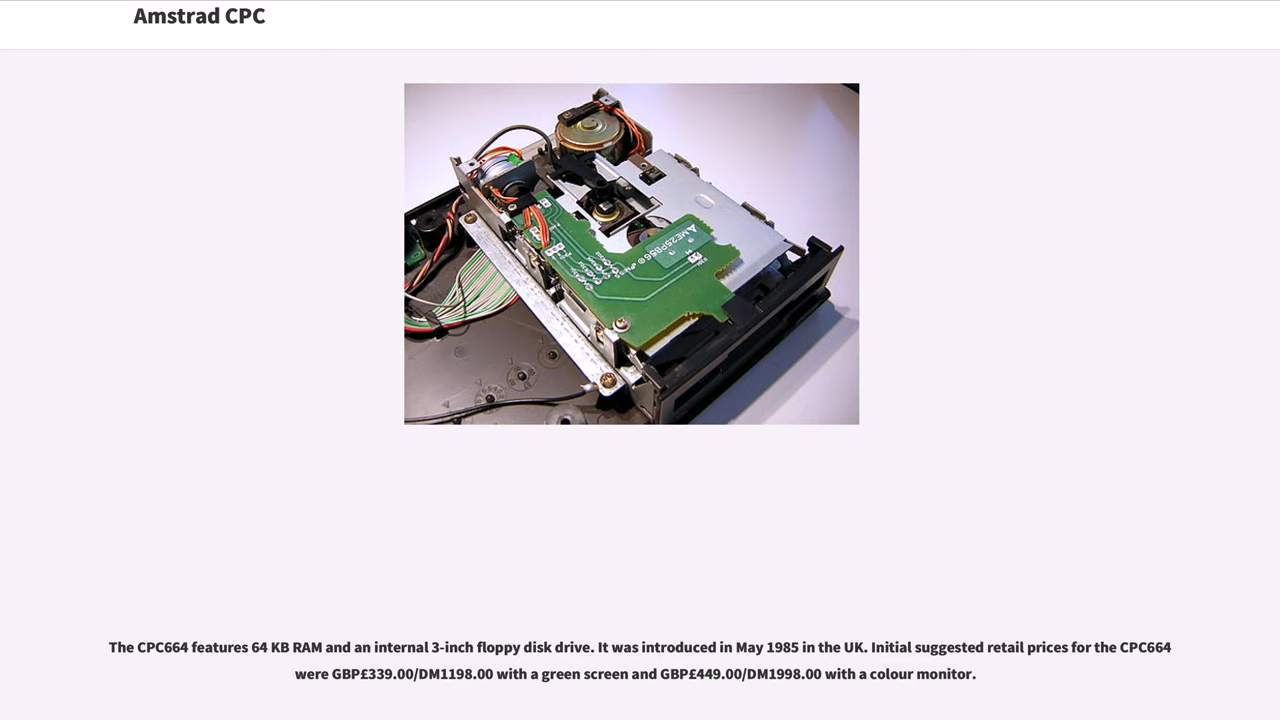 Amstrad CPC
ME25PB56
The CPC664 features 64 KB RAM and an internal 3-inch floppy disk drive. It was introduced in May 1985 in the UK. Initial suggested retail prices for the CPC664
were GBP£339.00/DM1198.00 with a green screen and GBP£449.00/DM1998.00 with a colour monitor.